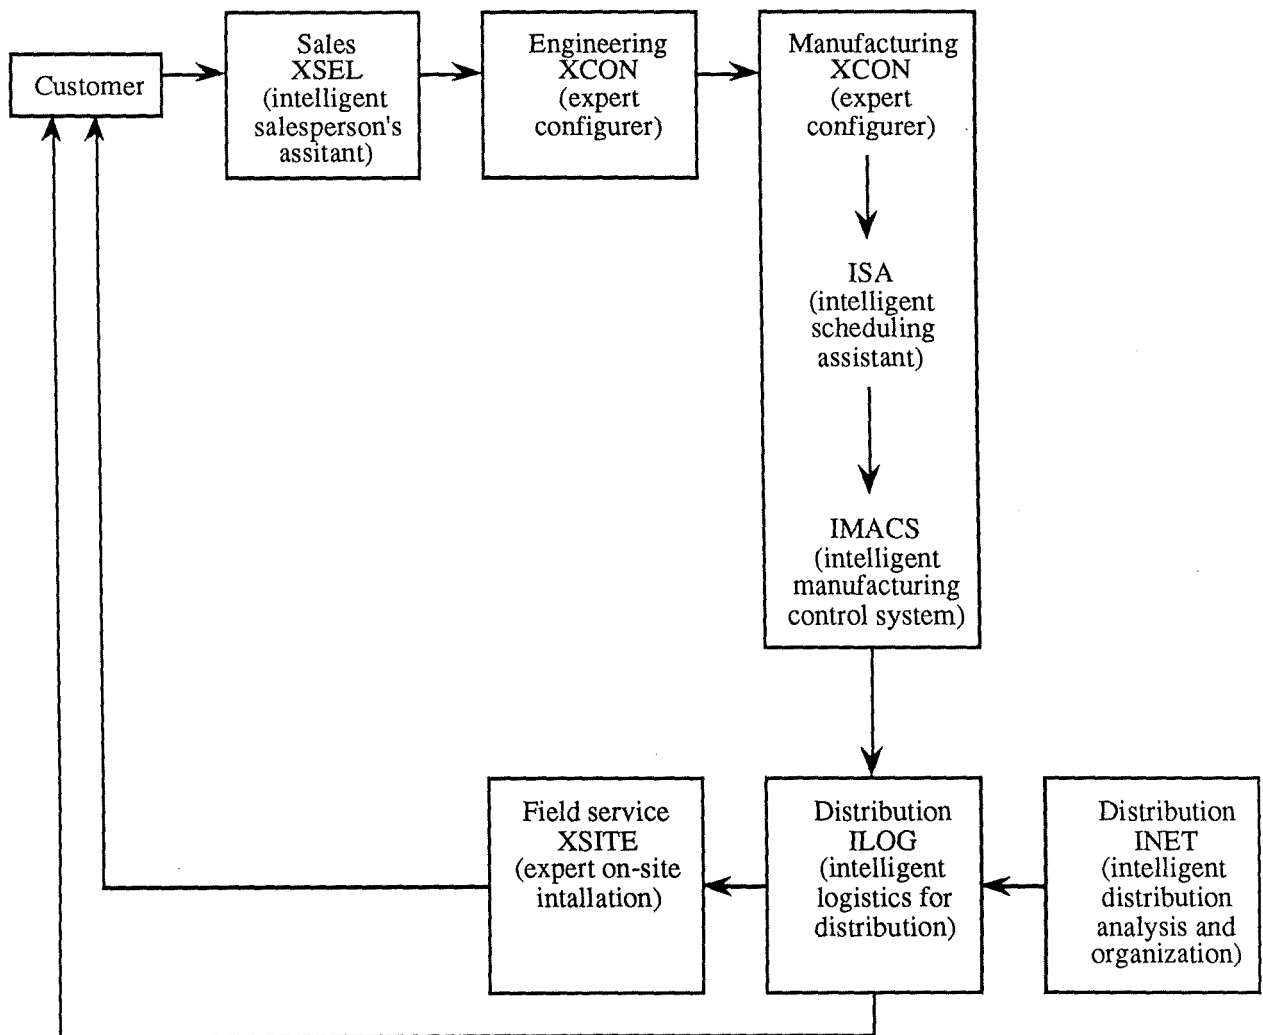 Customer
Sales
XSEL
(intelligent
salesperson's
assitant)
Engineering
XCON
(expert
configurer)
Manufacturing
XCON
(expert
configurer)
ISA
(intelligent
scheduling
assistant)
IMACS
(intelligent
manufacturing
control system)
Field service
XSITE
(expert on-site
intallation)
Distribution
ILOG
(intelligent
logistics for
distribution)
Distribution
INET
(intelligent
distribution
analysis and
organization)